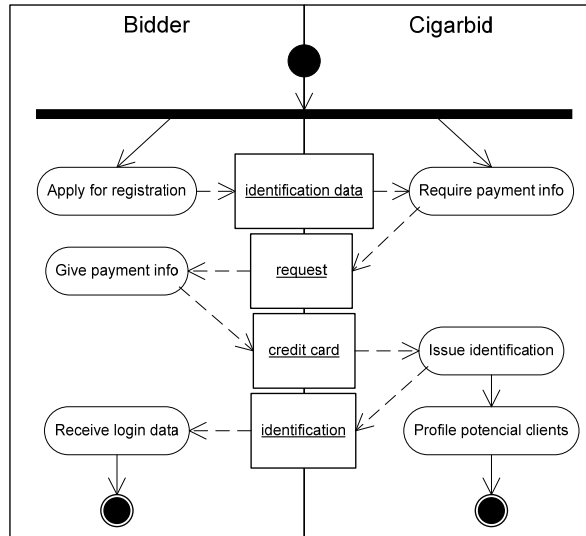 Bidder
Cigarbid
Apply for registration
identification data
Require payment info
Give payment info
request
credit card
Issue identification
Receive login data
identification
Profile potencial clients